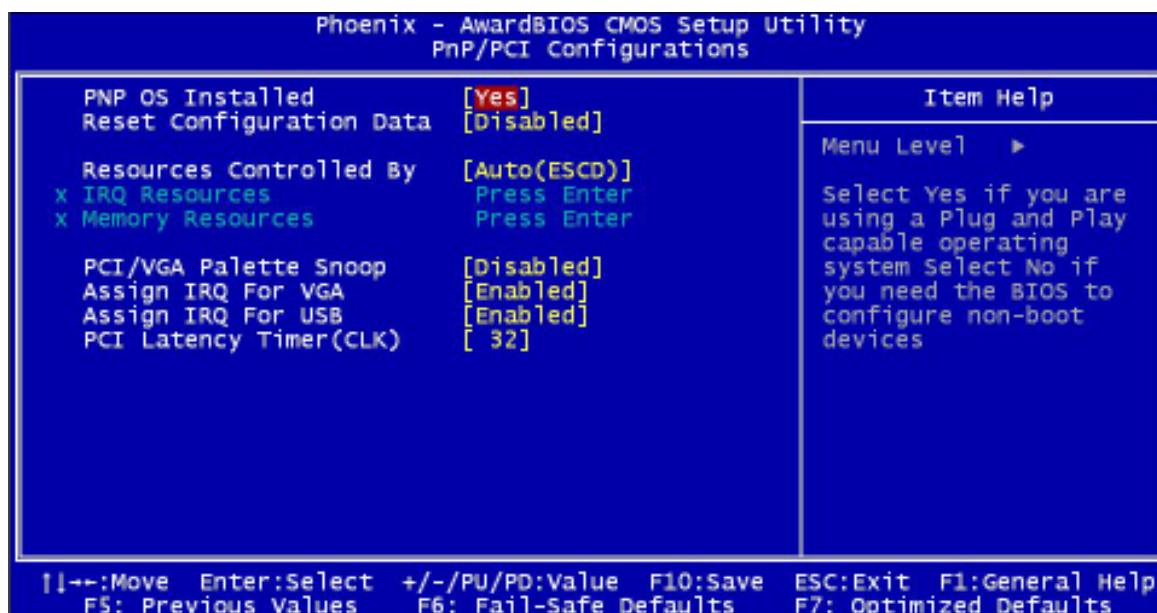 Phoenix - AwardBIOS CMOS Setup Utility
PnP/PCI Configurations
PNP OS Installed [Yes]
Reset Configuration Data [Disabled]
Resources Controlled By [Auto(ESCD)]
x IRQ Resources Press Enter
x Memory Resources Press Enter
PCI/VGA Palette Snoop [Disabled]
Assign IRQ For VGA [Enabled]
Assign IRQ For USB [Enabled]
PCI Latency Timer(CLK) [ 32]
Item Help
Menu Level ▶
Select Yes if you are
using a Plug and Play
capable operating
system Select No if
you need the BIOS to
configure non-boot
devices
↑↓→←:Move Enter:Select +/-/PU/PD:Value F10:Save ESC:Exit F1:General Help
F5: Previous Values F6: Fail-Safe Defaults F7: Optimized Defaults